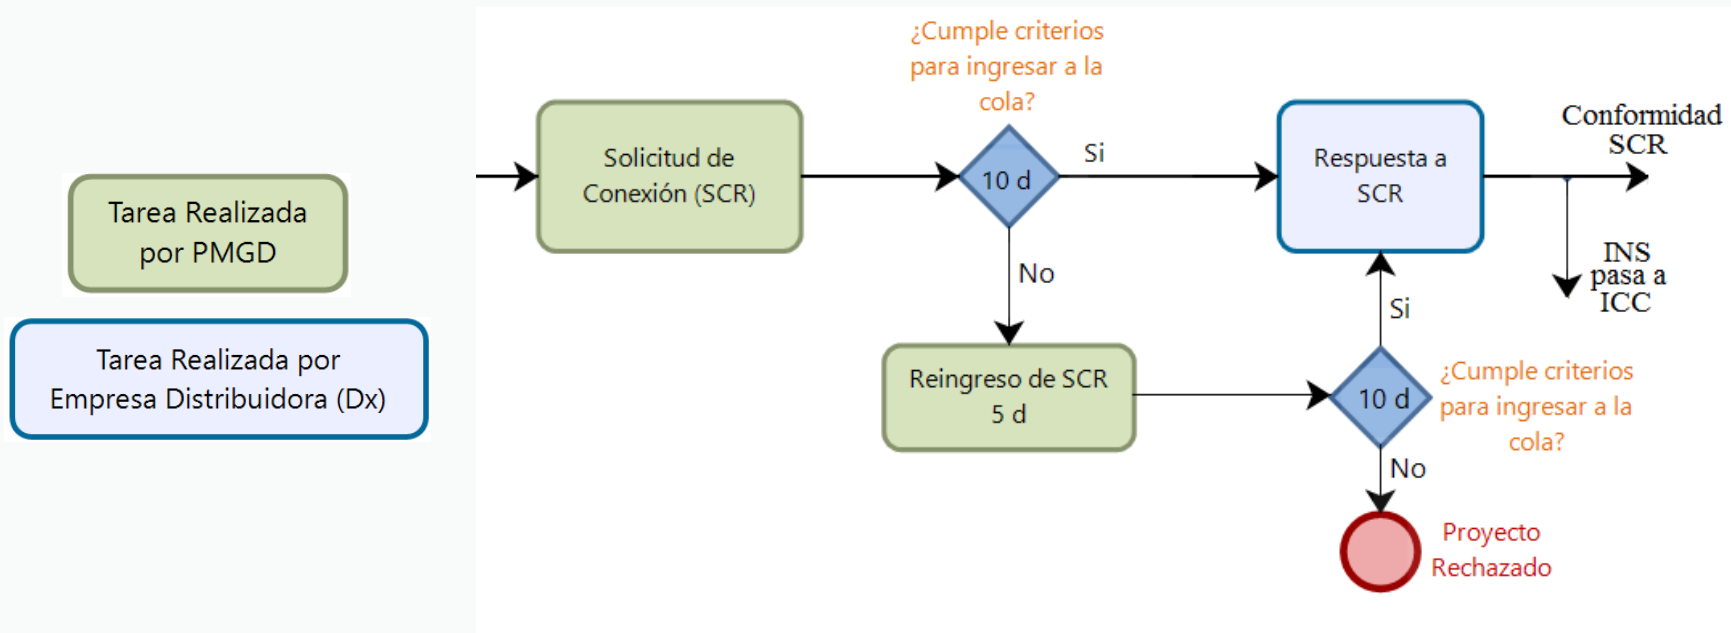 Tarea Realizada
por PMGD
Tarea Realizada por
Empresa Distribuidora (Dx)
Solicitud de
Conexión (SCR)
¿Cumple criterios
para ingresar a la
cola?
10 d
Si
No
Respuesta a
SCR
Conformidad
SCR
INS
pasa a
ICC
Reingreso de SCR
5 d
10 d
Si
¿Cumple criterios
para ingresar a la
cola?
No
Proyecto
Rechazado